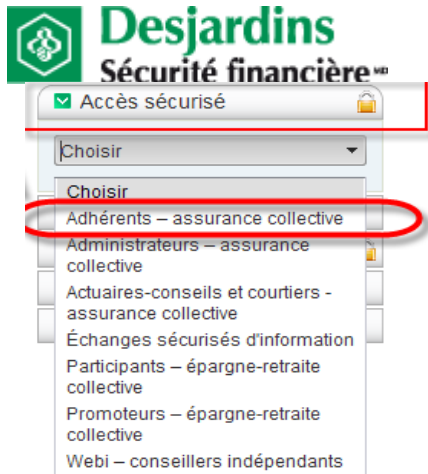 Desjardins
Sécurité financière MD
Accès sécurisé
Choisir
Choisir
Adhérents – assurance collective
Administrateurs – assurance
collective
Actuaires-conseils et courtiers -
assurance collective
Échanges sécurisés d'information
Participants – épargne-retraite
collective
Promoteurs – épargne-retraite
collective
Webi – conseillers indépendants